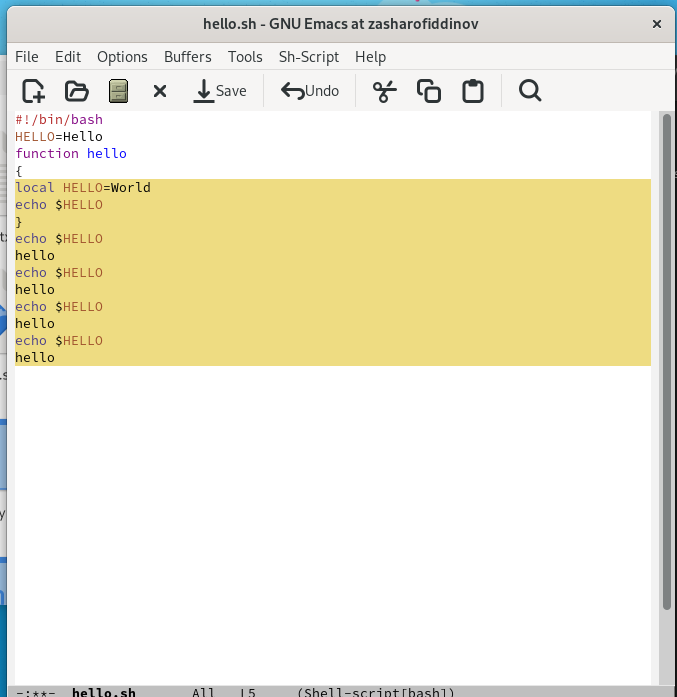 hello.sh - GNU Emacs at zasharofiddinov
×
File Edit Options Buffers Tools Sh-Script Help
Save Undo
#!/bin/bash
HELLO=Hello
function hello
{
local HELLO=World
echo $HELLO
}
echo $HELLO
hello
echo $HELLO
hello
echo $HELLO
hello
echo $HELLO
hello
-:**- hello.sh All L5 (Shell-script[bash])